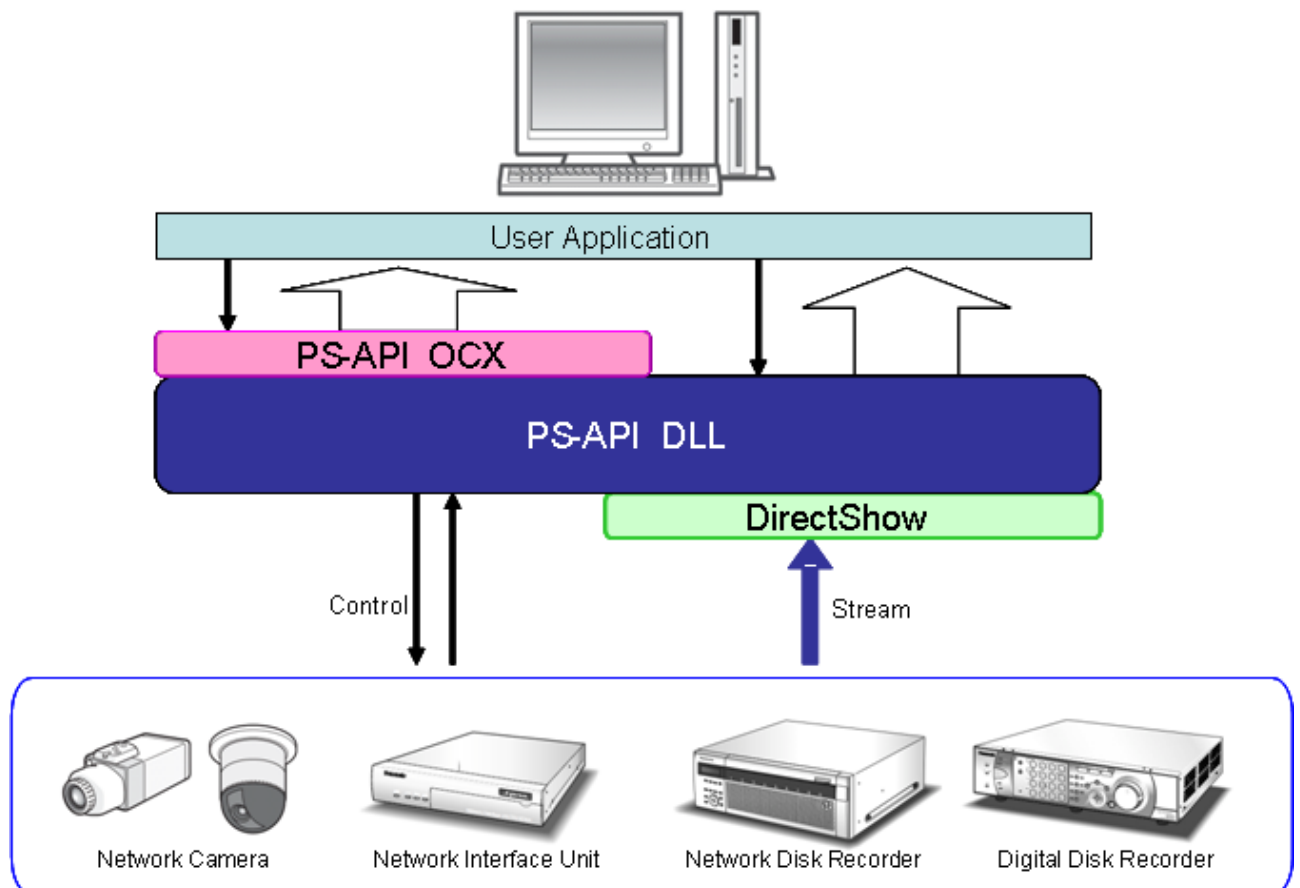 User Application
PS-API OCX
PS-API DLL
DirectShow
Control
Stream
Network Camera
Network Interface Unit
Network Disk Recorder
Digital Disk Recorder